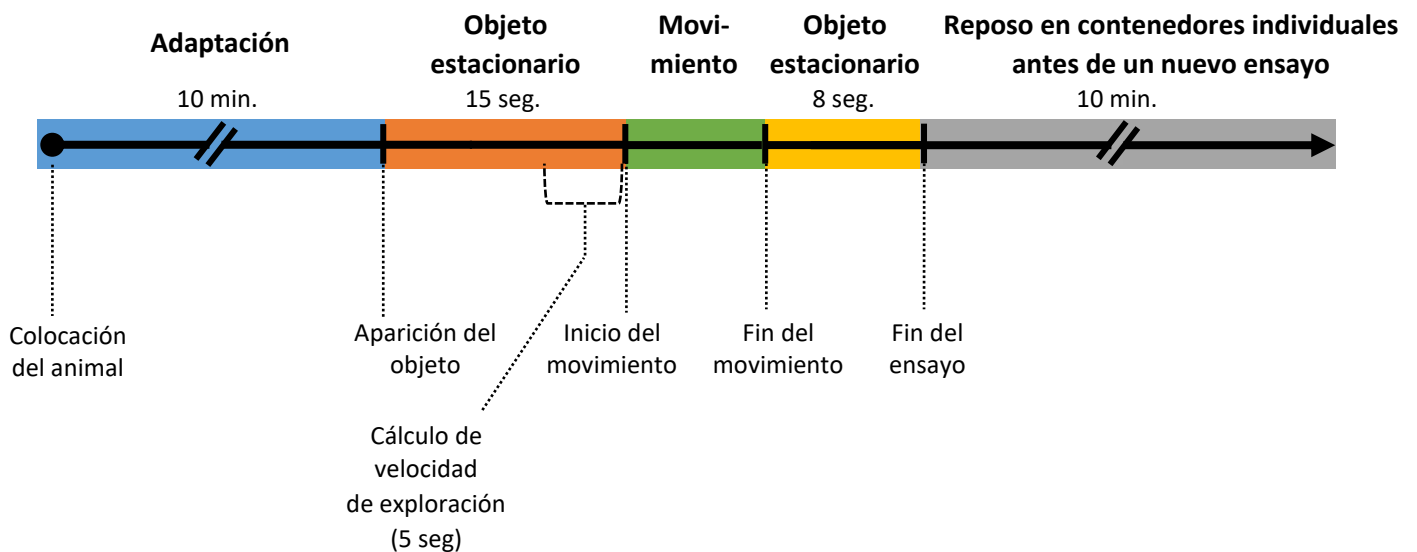 Adaptación
10 min.
Objeto
estacionario
15 seg.
Movi-
miento
Objeto
estacionario
8 seg.
Reposo en contenedores individuales
antes de un nuevo ensayo
10 min.
Colocación
del animal
Aparición del
objeto
Inicio del
movimiento
Fin del
movimiento
Fin del
ensayo
Cálculo de
velocidad
de exploración
(5 seg)